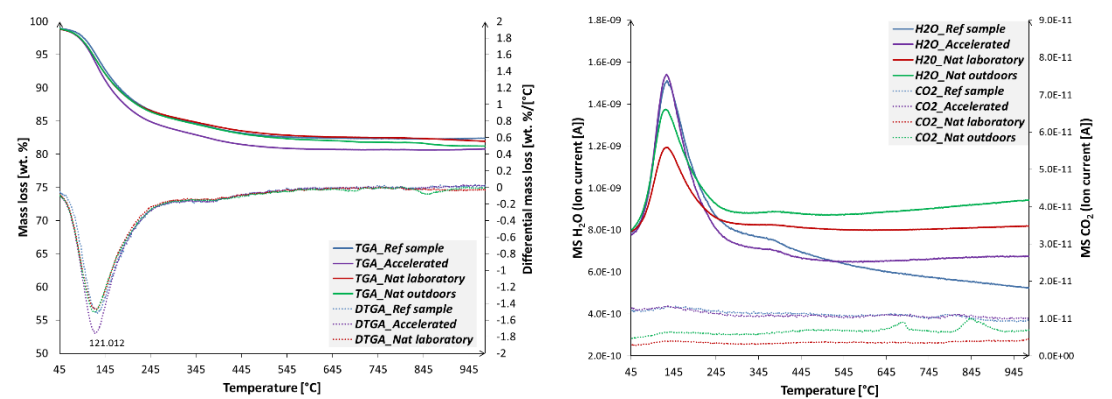 100
95
90
85
80
75
70
65
60
55
50
Mass loss [wt. %]
2
1.8
1.6
1.4
1.2
1
0.8
0.6
0.4
0.2
0
-0.2
-0.4
-0.6
-0.8
-1
-1.2
-1.4
-1.6
-1.8
-2
Differential mass loss [wt. %/[°C]
TGA_Ref sample
TGA_Accelerated
TGA_Nat laboratory
TGA_Nat outdoors
DTGA_Ref sample
DTGA_Accelerated
DTGA_Nat laboratory
121.012
45 145 245 345 445 545 645 745 845 945
Temperature [°C]
1.8E-09
1.6E-09
1.4E-09
1.2E-09
1.0E-09
8.0E-10
6.0E-10
4.0E-10
2.0E-10
MS H2O (Ion current [A])
9.0E-11
8.0E-11
7.0E-11
6.0E-11
5.0E-11
4.0E-11
3.0E-11
2.0E-11
1.0E-11
0.0E+00
MS CO2 (Ion current [A])
H2O_Ref sample
H2O_Accelerated
H20_Nat laboratory
H2O_Nat outdoors
CO2_Ref sample
CO2_Accelerated
CO2_Nat laboratory
CO2_Nat outdoors
45 145 245 345 445 545 645 745 845 945
Temperature [°C]